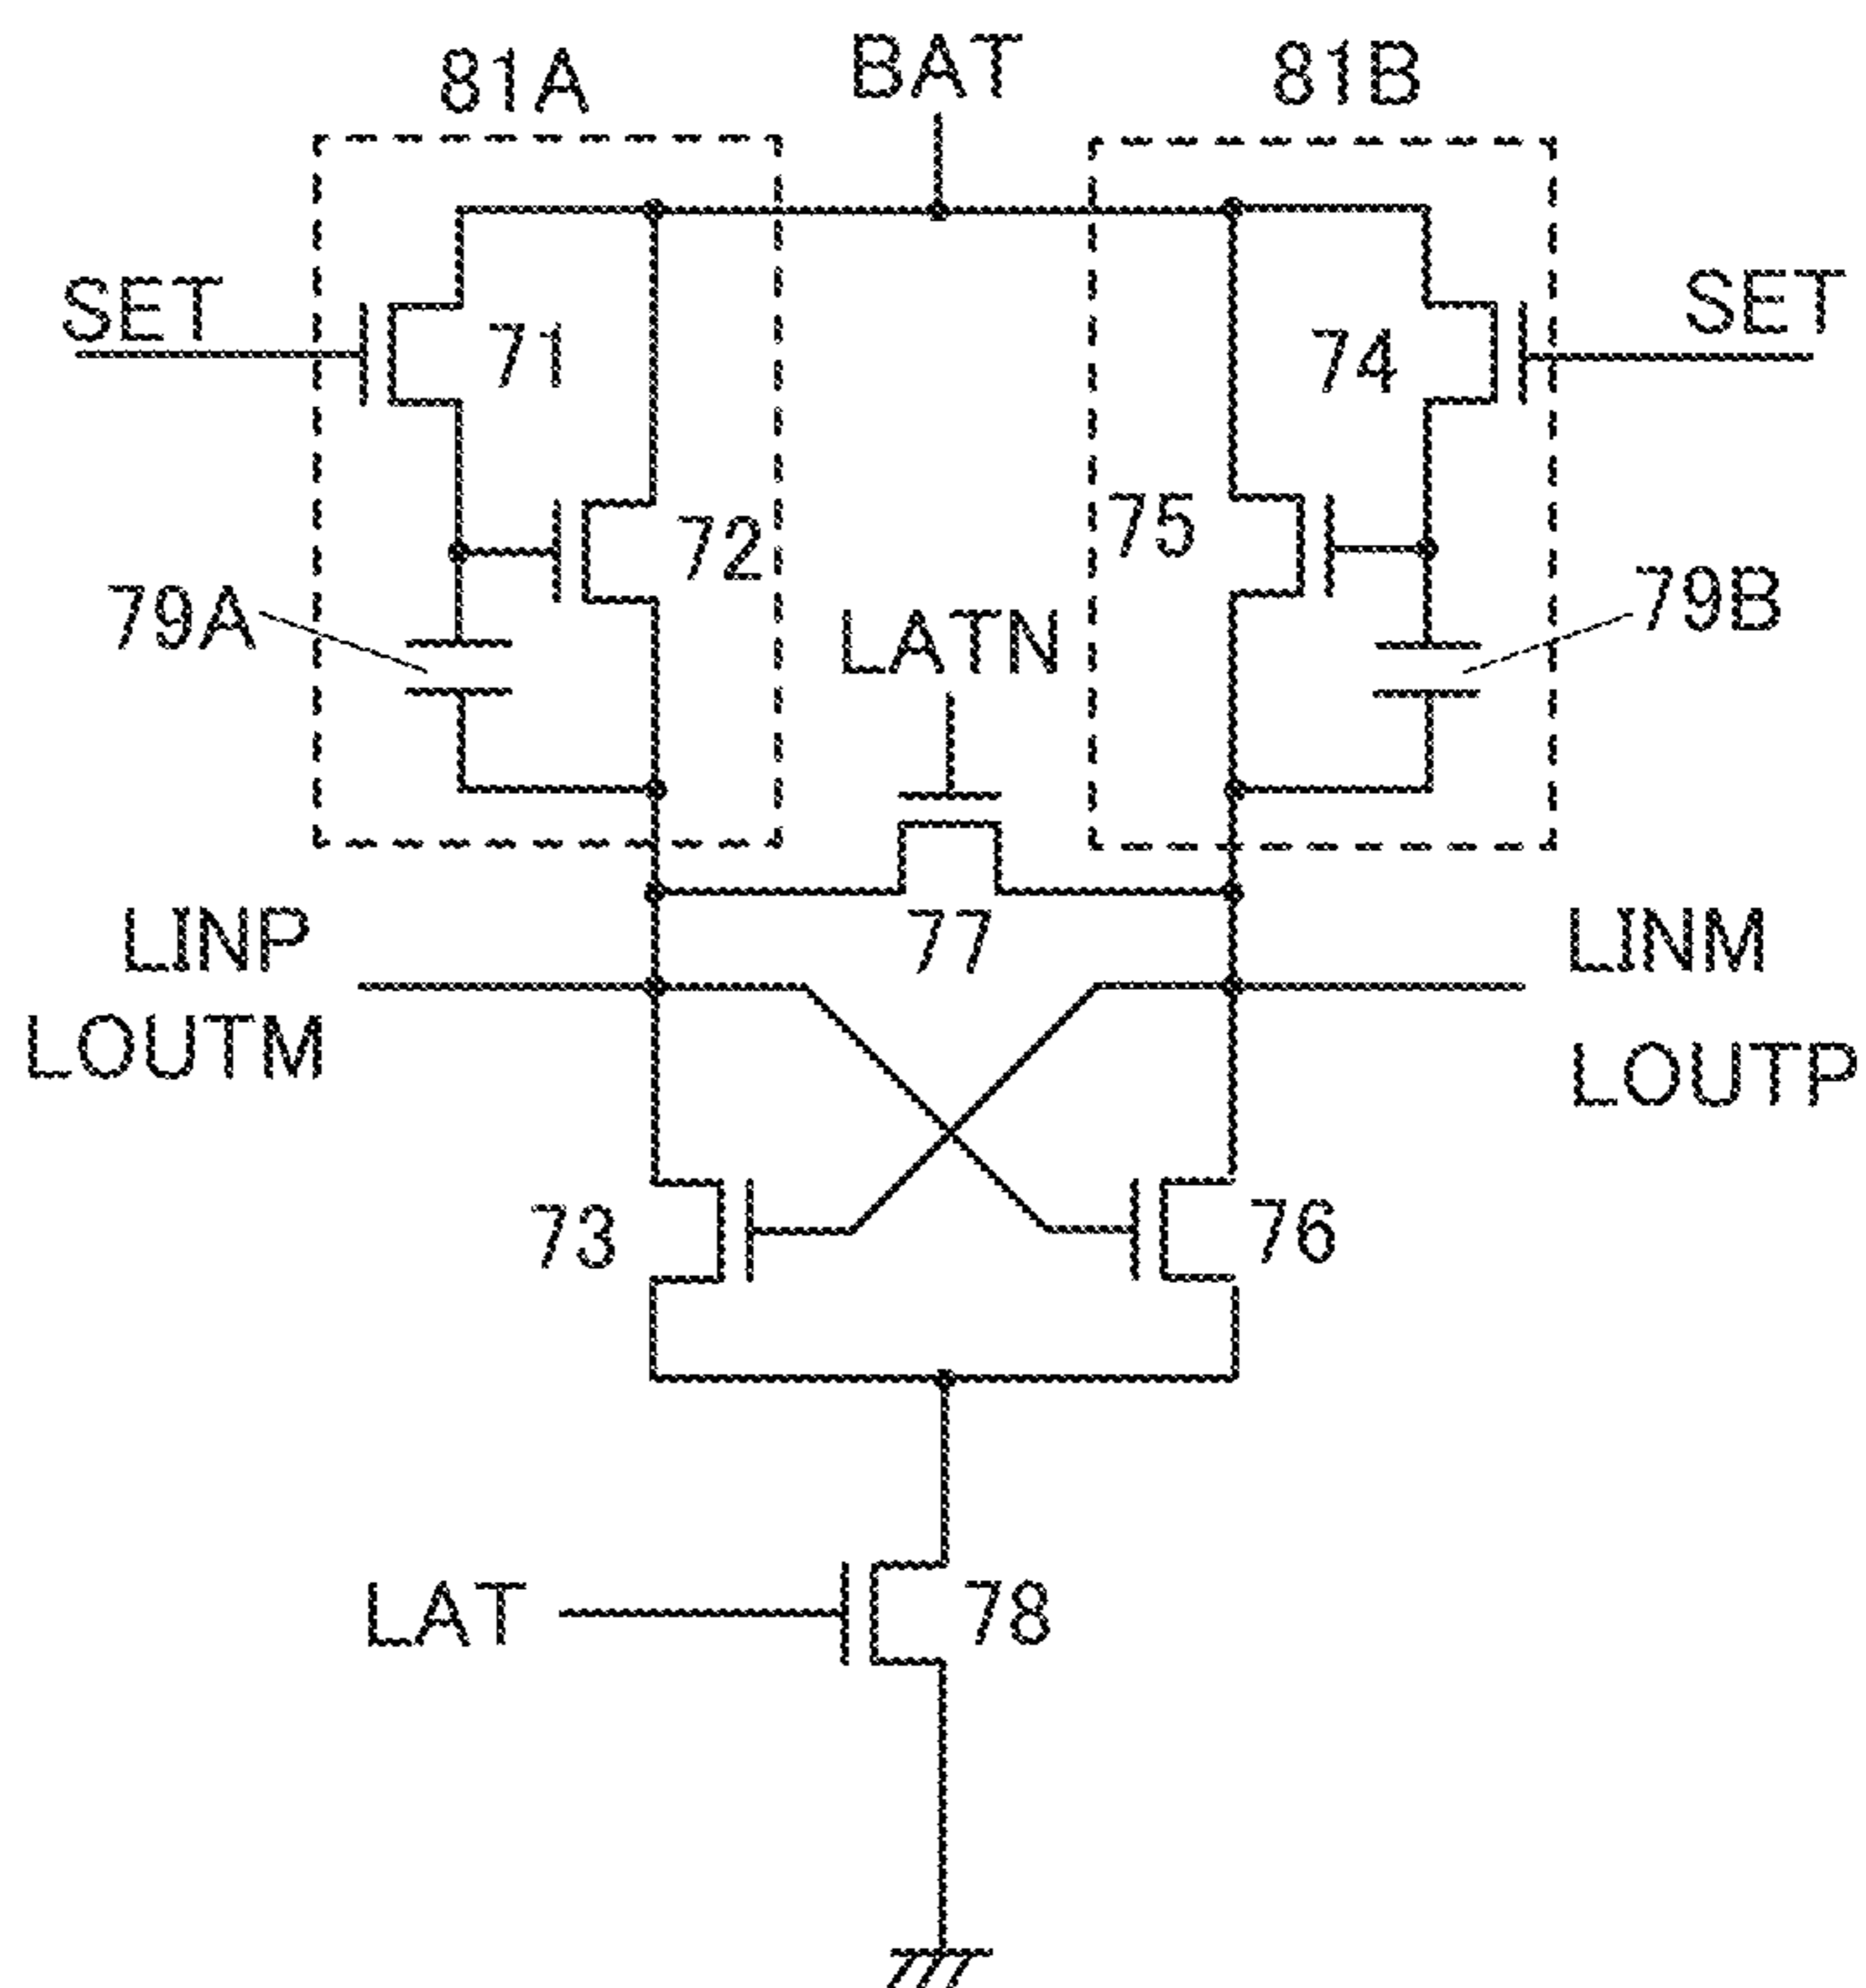 81A
BAT
81B
SET
71
74
SET
72
75
79A
LATN
79B
LINP
77
LINM
LOUTM
LOUTP
73
76
LAT
78